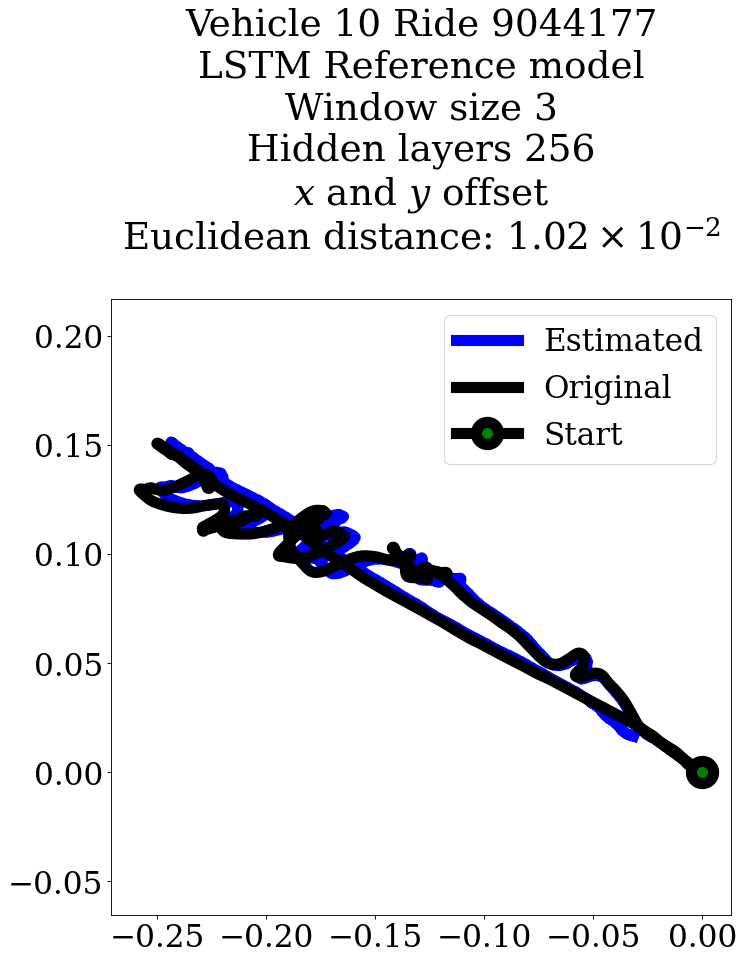 Vehicle 10 Ride 9044177
LSTM Reference model
Window size 3
Hidden layers 256
x and y offset
Euclidean distance: 1.02 × 10⁻²
Estimated
Original
Start
0.20
0.15
0.10
0.05
0.00
−0.05
−0.25 −0.20 −0.15 −0.10 −0.05 0.00